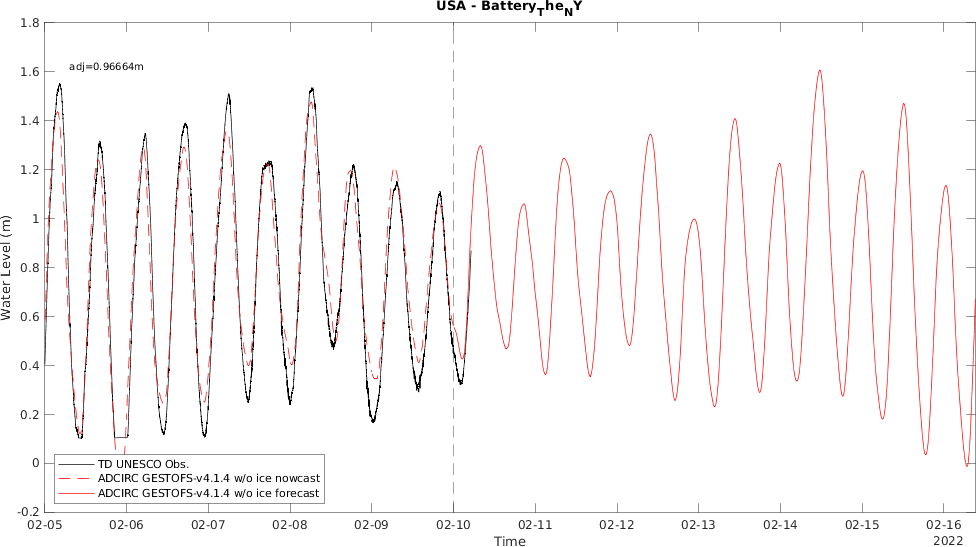 USA - BatteryTheNY
adj=0.96664m
Water Level (m)
1.8
1.6
1.4
1.2
1
0.8
0.6
0.4
0.2
0
-0.2
TD UNESCO Obs.
ADCIRC GESTOFS-v4.1.4 w/o ice nowcast
ADCIRC GESTOFS-v4.1.4 w/o ice forecast
02-05 02-06 02-07 02-08 02-09 02-10 02-11 02-12 02-13 02-14 02-15 02-16
Time
2022